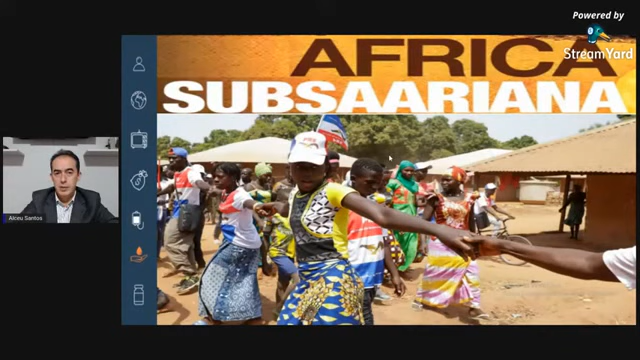 Powered by
StreamYard
AFRICA
SUBSAARIANA
Alceu Santos